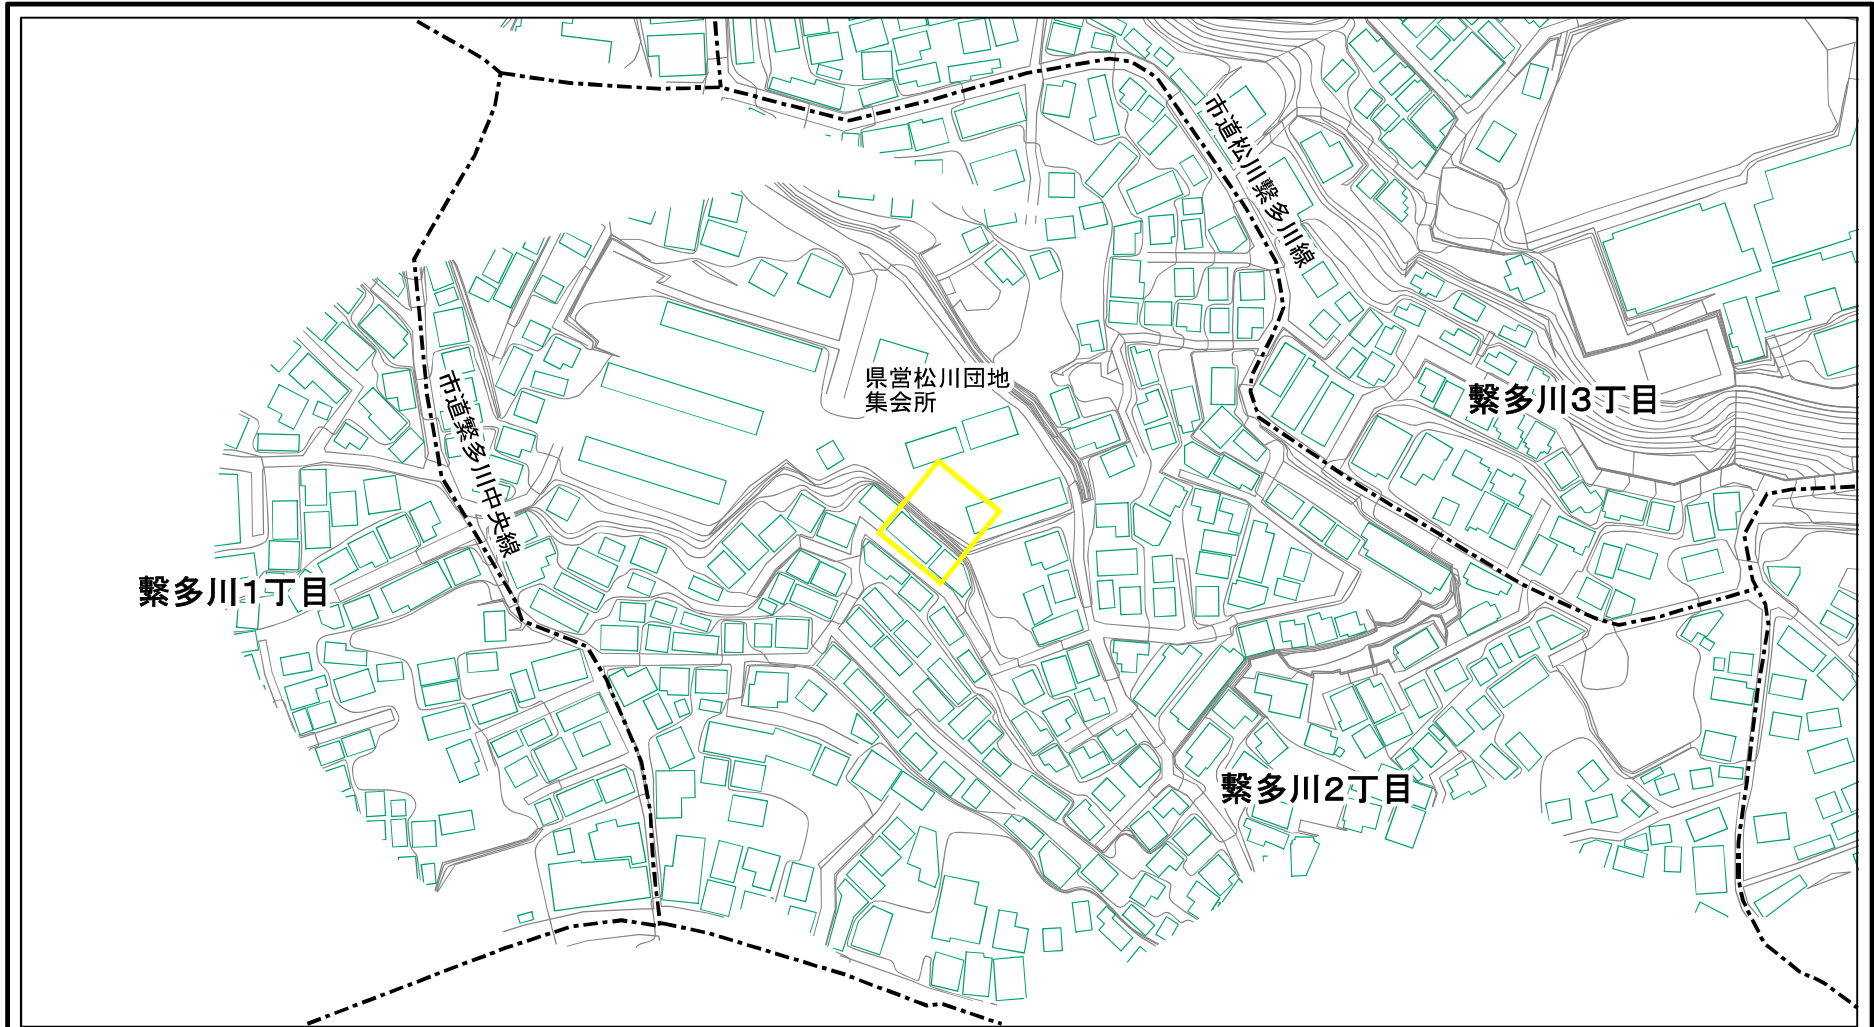 市道松川繋多川線
県営松川団地
集会所
繋多川3丁目
市道繋多川中央線
繋多川1丁目
繋多川2丁目